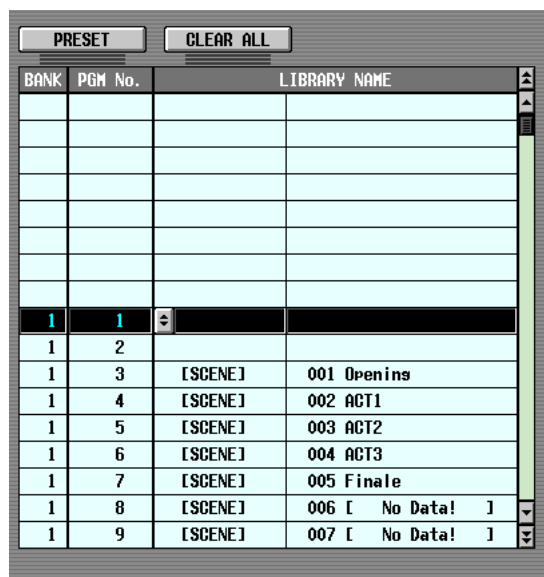 PRESET CLEAR ALL
BANK PGM No. LIBRARY NAME
1 1
1 2
1 3 [SCENE] 001 Opening
1 4 [SCENE] 002 ACT1
1 5 [SCENE] 003 ACT2
1 6 [SCENE] 004 ACT3
1 7 [SCENE] 005 Finale
1 8 [SCENE] 006 [ No Data! ]
1 9 [SCENE] 007 [ No Data! ]